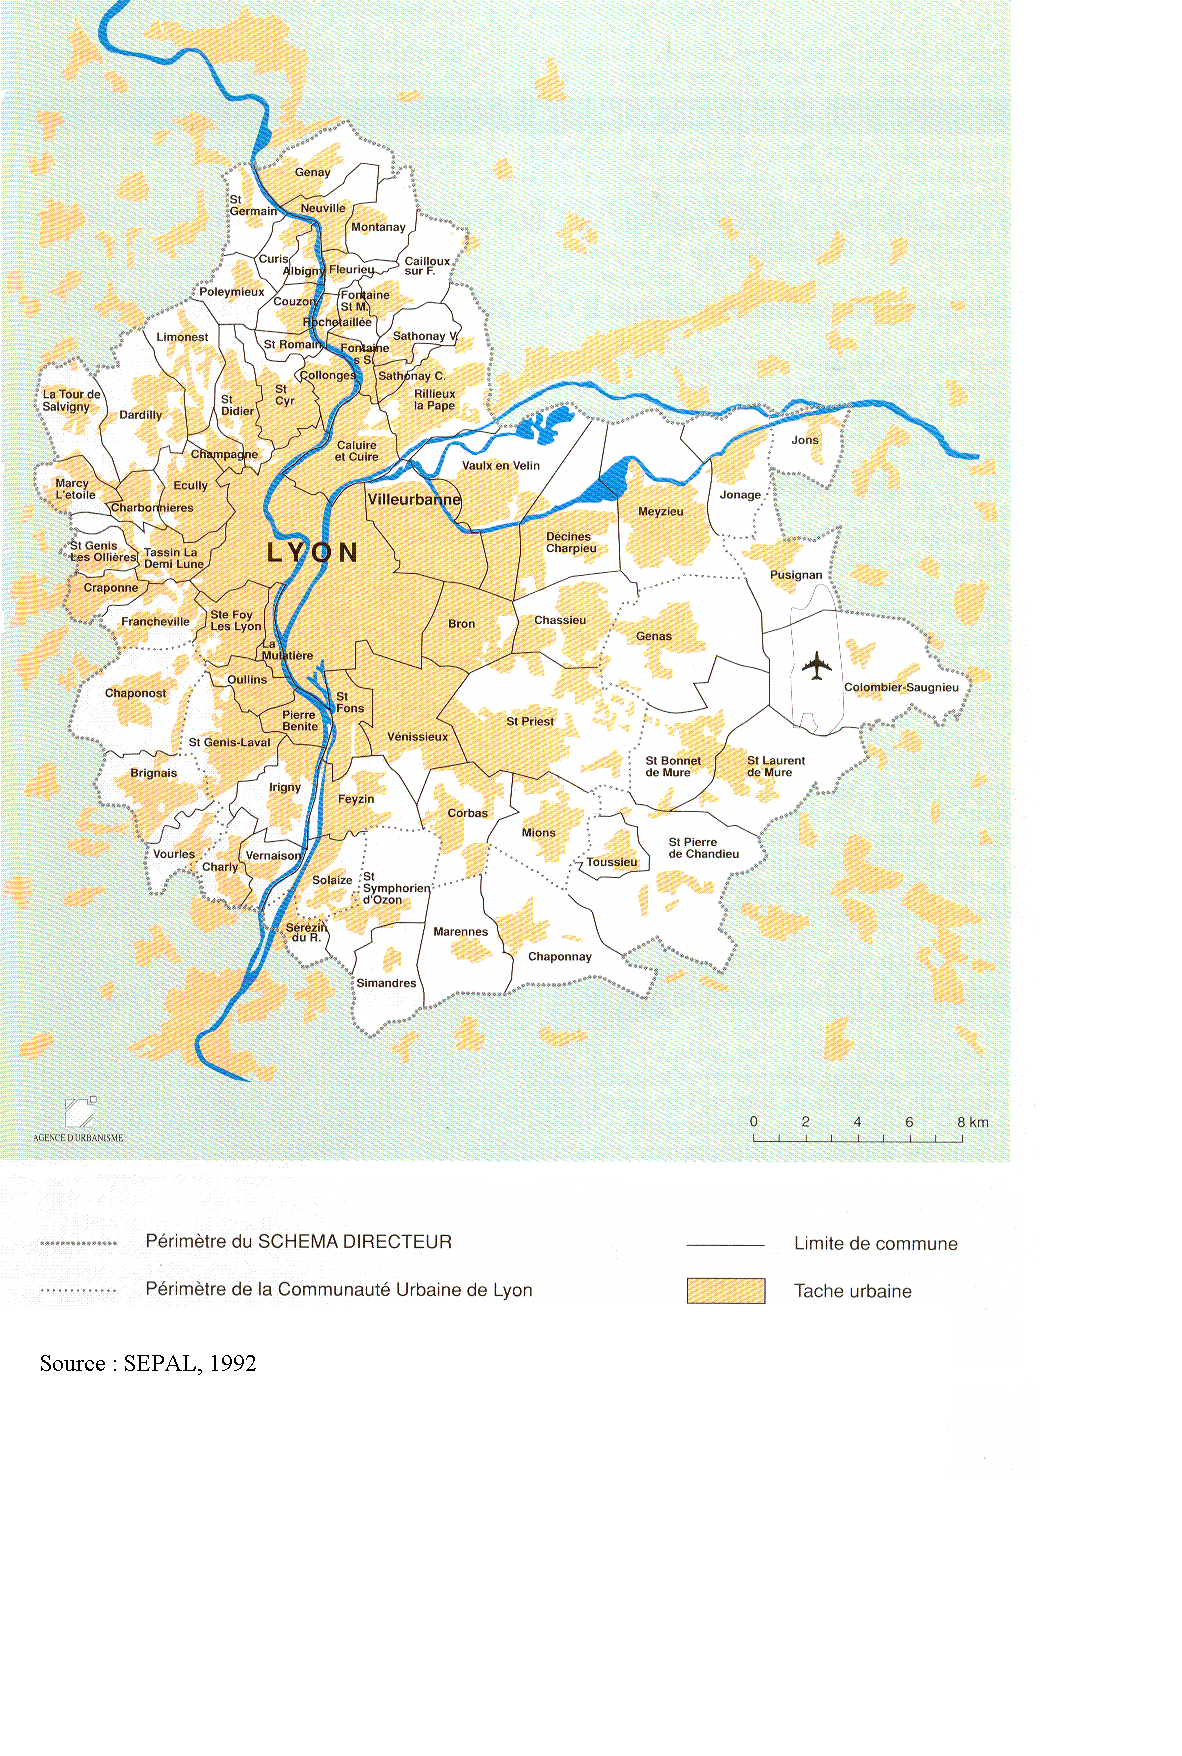 Genay
St
Germain
Neuville
Montanay
Curis
Albigny
Fleurieu
Cailloux
sur F.
Poleymieux
Couzon
Fontaine
St M.
Rochetaillée
Limonest
St Romain
Fontaine
s S.
Sathonay V.
Collonges
Sathonay C.
La Tour de
Salvigny
Dardilly
St
Didier
St
Cyr
Rillieux
la Pape
Champagne
Caluire
et Cuire
Vaulx en Velin
Jons
Marcy
L'etoile
Charbonnieres
Ecully
Villeurbanne
Meyzieu
Jonage
St Genis
Les Ollières
Tassin La
Demi Lune
LYON
Décines
Charpieu
Pusignan
Craponne
Francheville
Ste Foy
Les Lyon
Bron
Chassieu
Genas
La
Mulatière
Oullins
Chaponost
St
Fons
Colombier-Saugnieu
Pierre
Benite
St Priest
St Genis-Laval
Vénissieux
Brignais
Irigny
Feyzin
St Bonnet
de Mure
St Laurent
de Mure
Corbas
Mions
Vourles
Charly
Vernaison
Toussieu
St Pierre
de Chandieu
Solaize
St
Symphorien
d'Ozon
Sérézin
du R.
Marennes
Chaponnay
Simandres
AGENCE D'URBANISME
0 2 4 6 8 km
Périmètre du SCHEMA DIRECTEUR
Limite de commune
Périmètre de la Communauté Urbaine de Lyon
Tache urbaine
Source : SEPAL, 1992